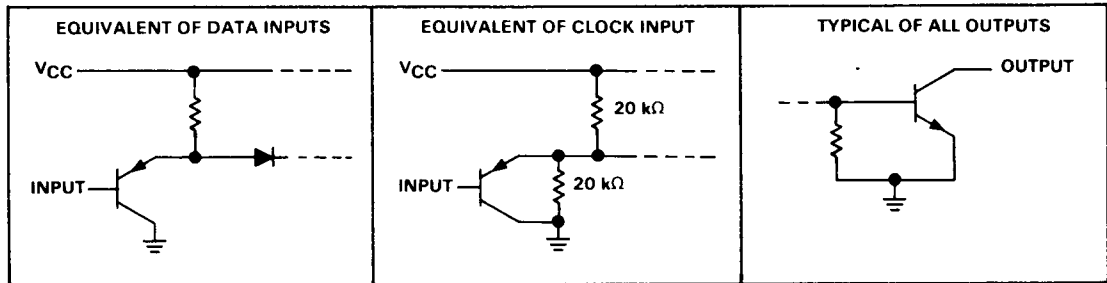 EQUIVALENT OF DATA INPUTS
VCC
INPUT
EQUIVALENT OF CLOCK INPUT
VCC
20 kΩ
INPUT
20 kΩ
TYPICAL OF ALL OUTPUTS
OUTPUT